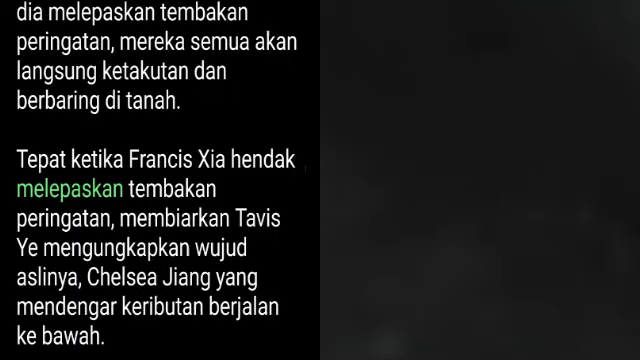 dia melepaskan tembakan
peringatan, mereka semua akan
langsung ketakutan dan
berbaring di tanah.
Tepat ketika Francis Xia hendak
melepaskan tembakan
peringatan, membiarkan Tavis
Ye mengungkapkan wujud
aslinya, Chelsea Jiang yang
mendengar keributan berjalan
ke bawah.